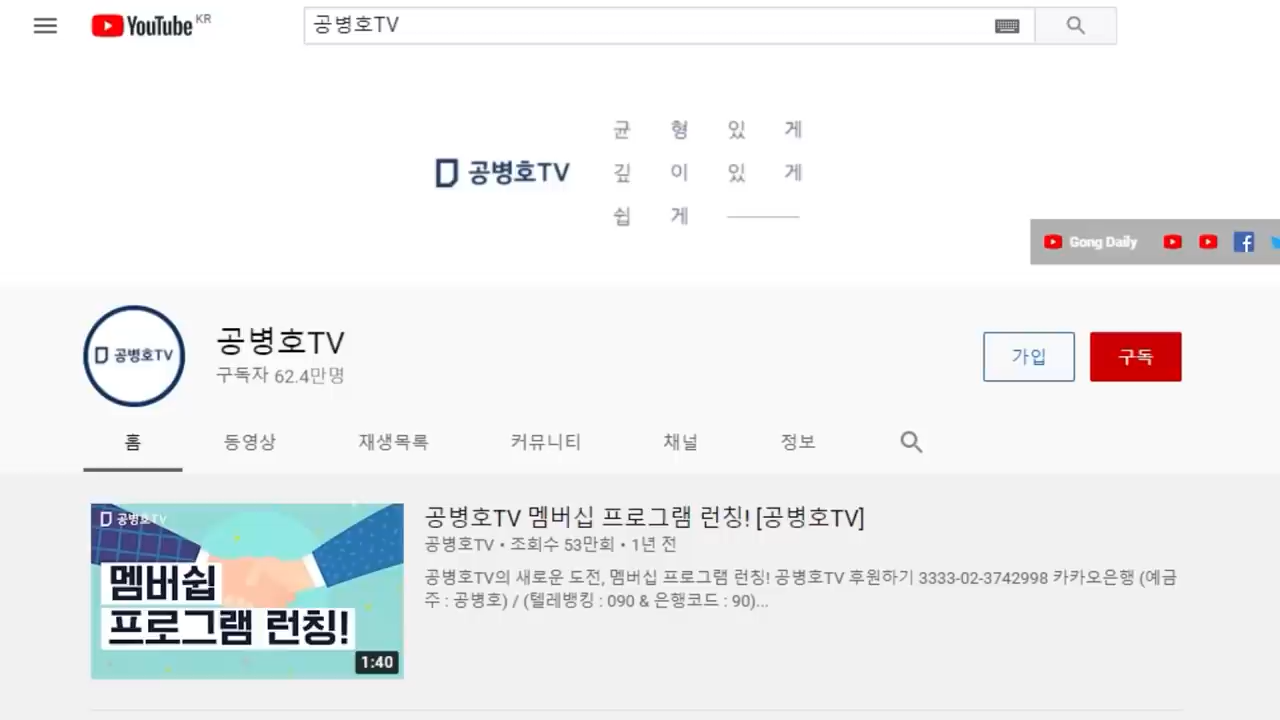 YouTube KR
공병호TV
균 형 있 게
공병호TV 깊 이 있 게
쉽 게
Gong Daily
공병호TV
공병호TV
구독자 62.4만명
가입
구독
홈 동영상 재생목록 커뮤니티 채널 정보
공병호TV
멤버쉽
프로그램 런칭!
1:40
공병호TV 멤버십 프로그램 런칭! [공병호TV]
공병호TV • 조회수 53만회 • 1년 전
공병호TV의 새로운 도전, 멤버십 프로그램 런칭! 공병호TV 후원하기 3333-02-3742998 카카오은행 (예금
주 : 공병호) / (텔레뱅킹 : 090 & 은행코드 : 90)...